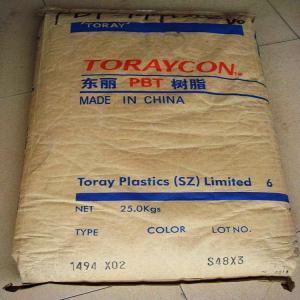 "TORAY"
TORAYCON
东丽 PBT 树脂
MADE IN CHINA
Toray Plastics (SZ) Limited 6
NET 25.0Kgs
TYPE COLOR LOT NO.
1494 X02 S48X3